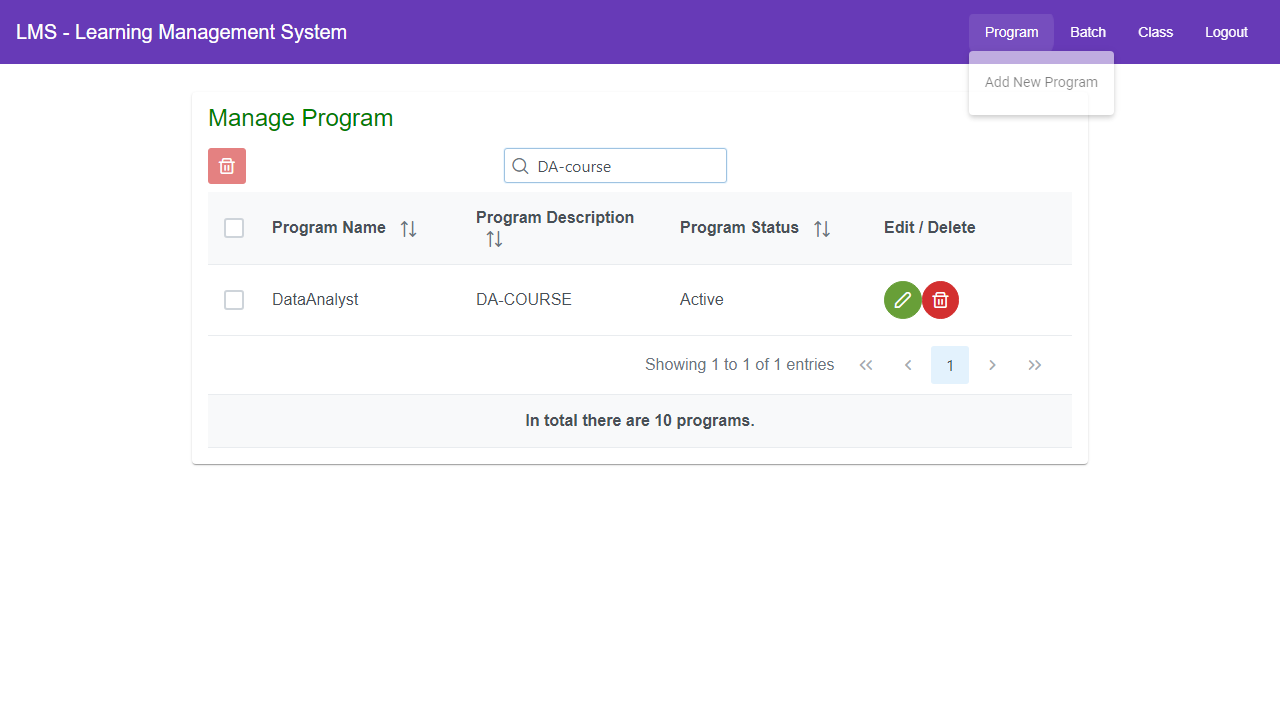 LMS - Learning Management System
Program Batch Class Logout
Add New Program
Manage Program
DA-course
Program Name Program Description Program Status Edit / Delete
DataAnalyst DA-COURSE Active
Showing 1 to 1 of 1 entries 1
In total there are 10 programs.